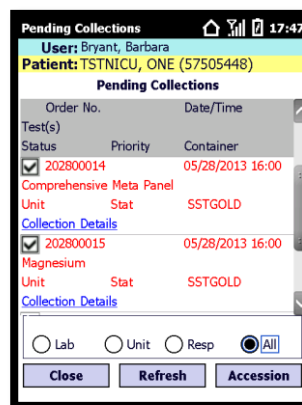 Pending Collections 17:47
User: Bryant, Barbara
Patient: TSTNICU, ONE (57505448)
Pending Collections
Order No. Date/Time
Test(s)
Status Priority Container
202800014 05/28/2013 16:00
Comprehensive Meta Panel
Unit Stat SSTGOLD
Collection Details
202800015 05/28/2013 16:00
Magnesium
Unit Stat SSTGOLD
Collection Details
Lab Unit Resp All
Close Refresh Accession